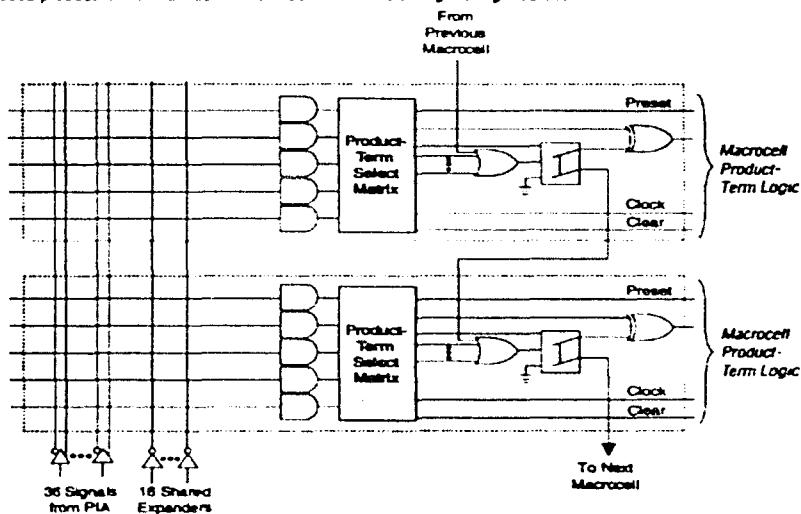 From
Previous
Macrocell
Preset
Product-
Term
Select
Matrix
Macrocell
Product-
Term Logic
Clock
Clear
Preset
Product-
Term
Select
Matrix
Macrocell
Product-
Term Logic
Clock
Clear
36 Signals
from PIA
16 Shared
Expanders
To Next
Macrocell